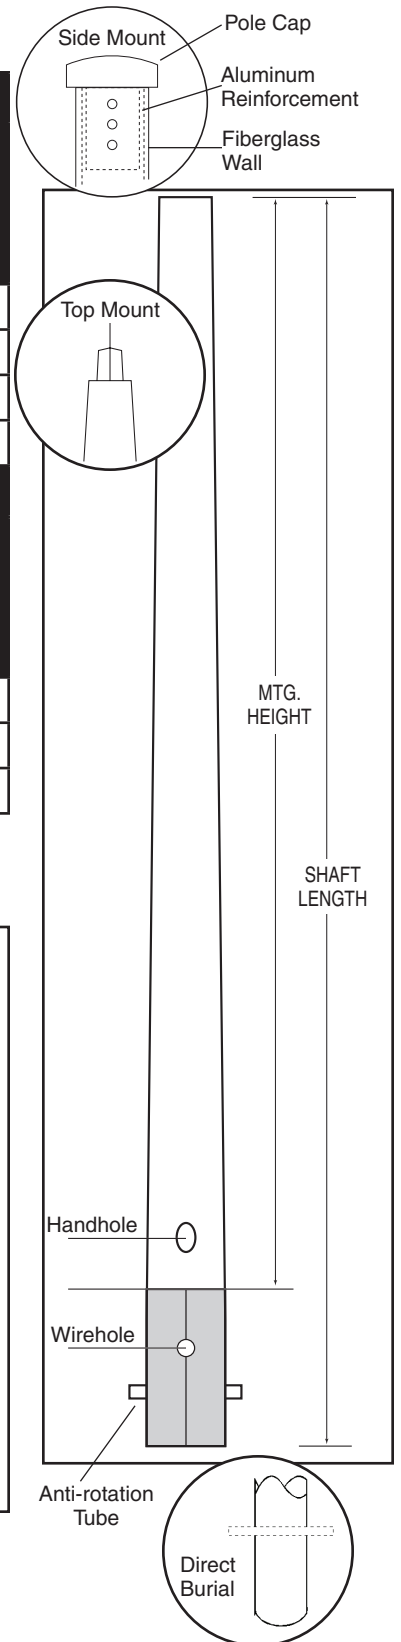 Side Mount
Pole Cap
Aluminum
Reinforcement
Fiberglass
Wall
Top Mount
MTG.
HEIGHT
SHAFT
LENGTH
Handhole
Wirehole
Anti-rotation
Tube
Direct
Burial